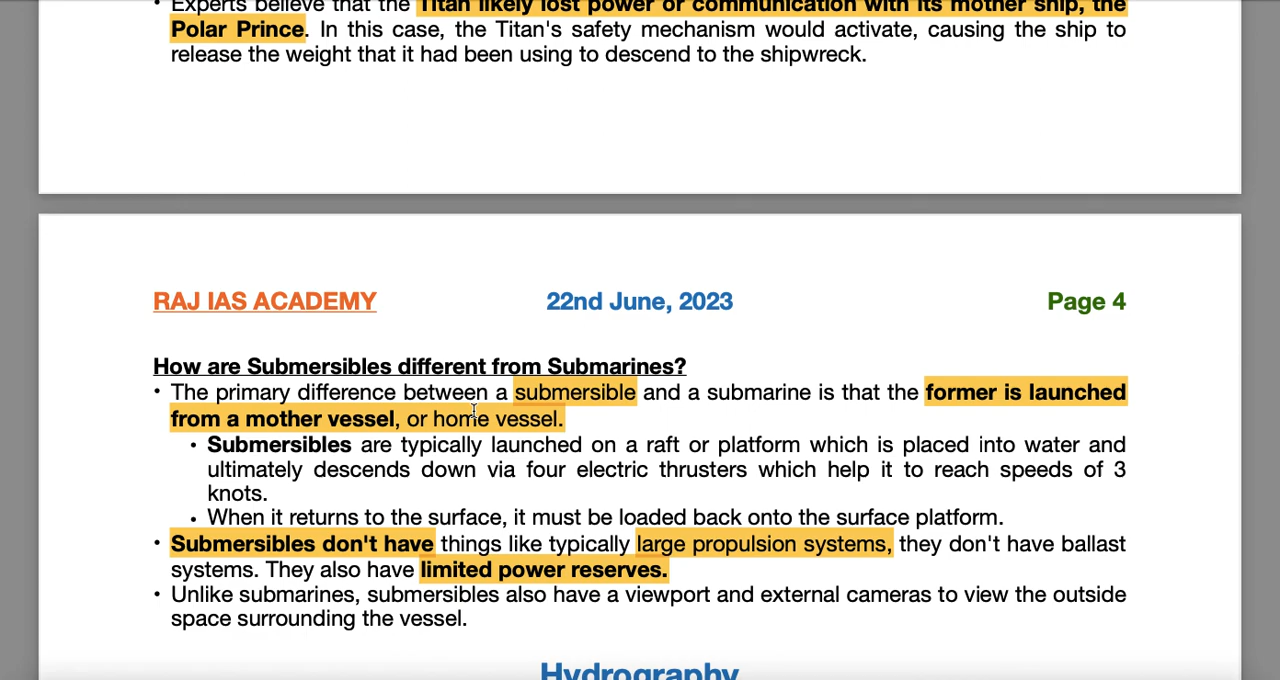 • Experts believe that the Titan likely lost power or communication with its mother ship, the
Polar Prince. In this case, the Titan's safety mechanism would activate, causing the ship to
release the weight that it had been using to descend to the shipwreck.
RAJ IAS ACADEMY 22nd June, 2023 Page 4
How are Submersibles different from Submarines?
• The primary difference between a submersible and a submarine is that the former is launched
from a mother vessel, or home vessel.
• Submersibles are typically launched on a raft or platform which is placed into water and
ultimately descends down via four electric thrusters which help it to reach speeds of 3
knots.
• When it returns to the surface, it must be loaded back onto the surface platform.
• Submersibles don't have things like typically large propulsion systems, they don't have ballast
systems. They also have limited power reserves.
• Unlike submarines, submersibles also have a viewport and external cameras to view the outside
space surrounding the vessel.
Hydrography